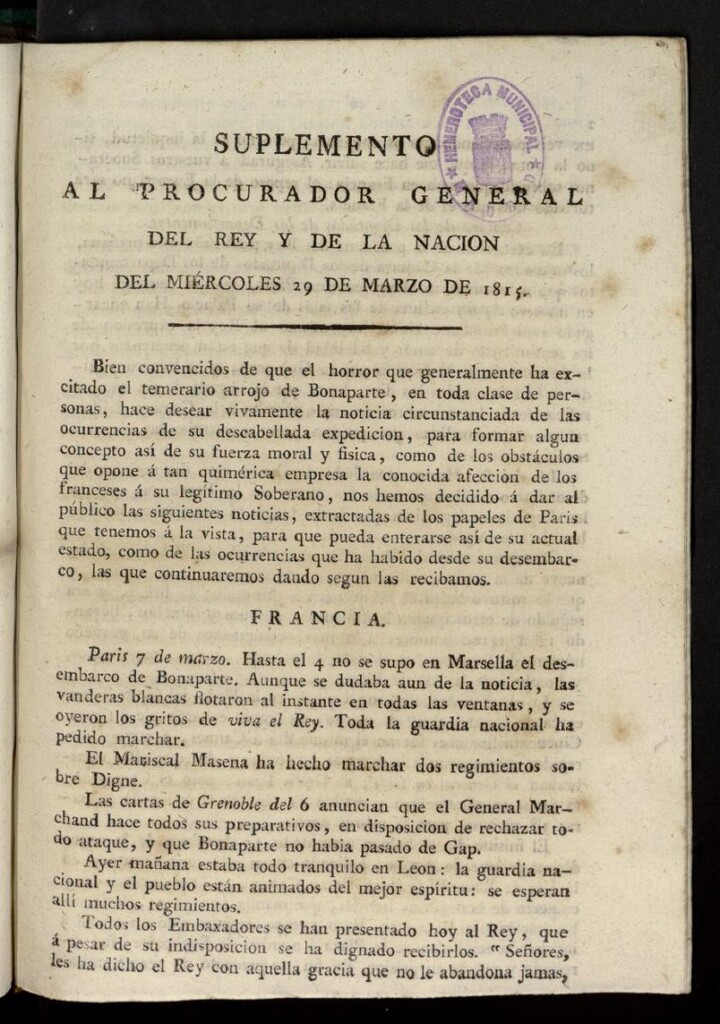 SUPLEMENTO
AL PROCURADOR GENERAL
DEL REY Y DE LA NACION
DEL MIÉRCOLES 29 DE MARZO DE 1815.
HEMEROTECA MUNICIPAL
Bien convencidos de que el horror que generalmente ha ex-
citado el temerario arrojo de Bonaparte, en toda clase de per-
sonas, hace desear vivamente la noticia circunstanciada de las
ocurrencias de su descabellada expedicion, para formar algun
concepto así de su fuerza moral y fisica, como de los obstáculos
que opone á tan quimérica empresa la conocida afeccion de los
franceses á su legítimo Soberano, nos hemos decidido á dar al
público las siguientes noticias, extractadas de los papeles de Paris
que tenemos á la vista, para que pueda enterarse así de su actual
estado, como de las ocurrencias que ha habido desde su desembar-
co, las que continuaremos dando segun las recibamos.
FRANCIA.
Paris 7 de marzo. Hasta el 4 no se supo en Marsella el des-
embarco de Bonaparte. Aunque se dudaba aun de la noticia, las
vanderas blancas flotaron al instante en todas las ventanas, y se
oyeron los gritos de viva el Rey. Toda la guardia nacional ha
pedido marchar.
El Mariscal Masena ha hecho marchar dos regimientos so-
bre Digne.
Las cartas de Grenoble del 6 anuncian que el General Mar-
chand hace todos sus preparativos, en disposicion de rechazar to-
do ataque, y que Bonaparte no habia pasado de Gap.
Ayer mañana estaba todo tranquilo en Leon: la guardia na-
cional y el pueblo están animados del mejor espíritu: se esperan
allí muchos regimientos.
Todos los Embaxadores se han presentado hoy al Rey, que
á pesar de su indisposicion se ha dignado recibirlos. "Señores,
les ha dicho el Rey con aquella gracia que no le abandona jamas,